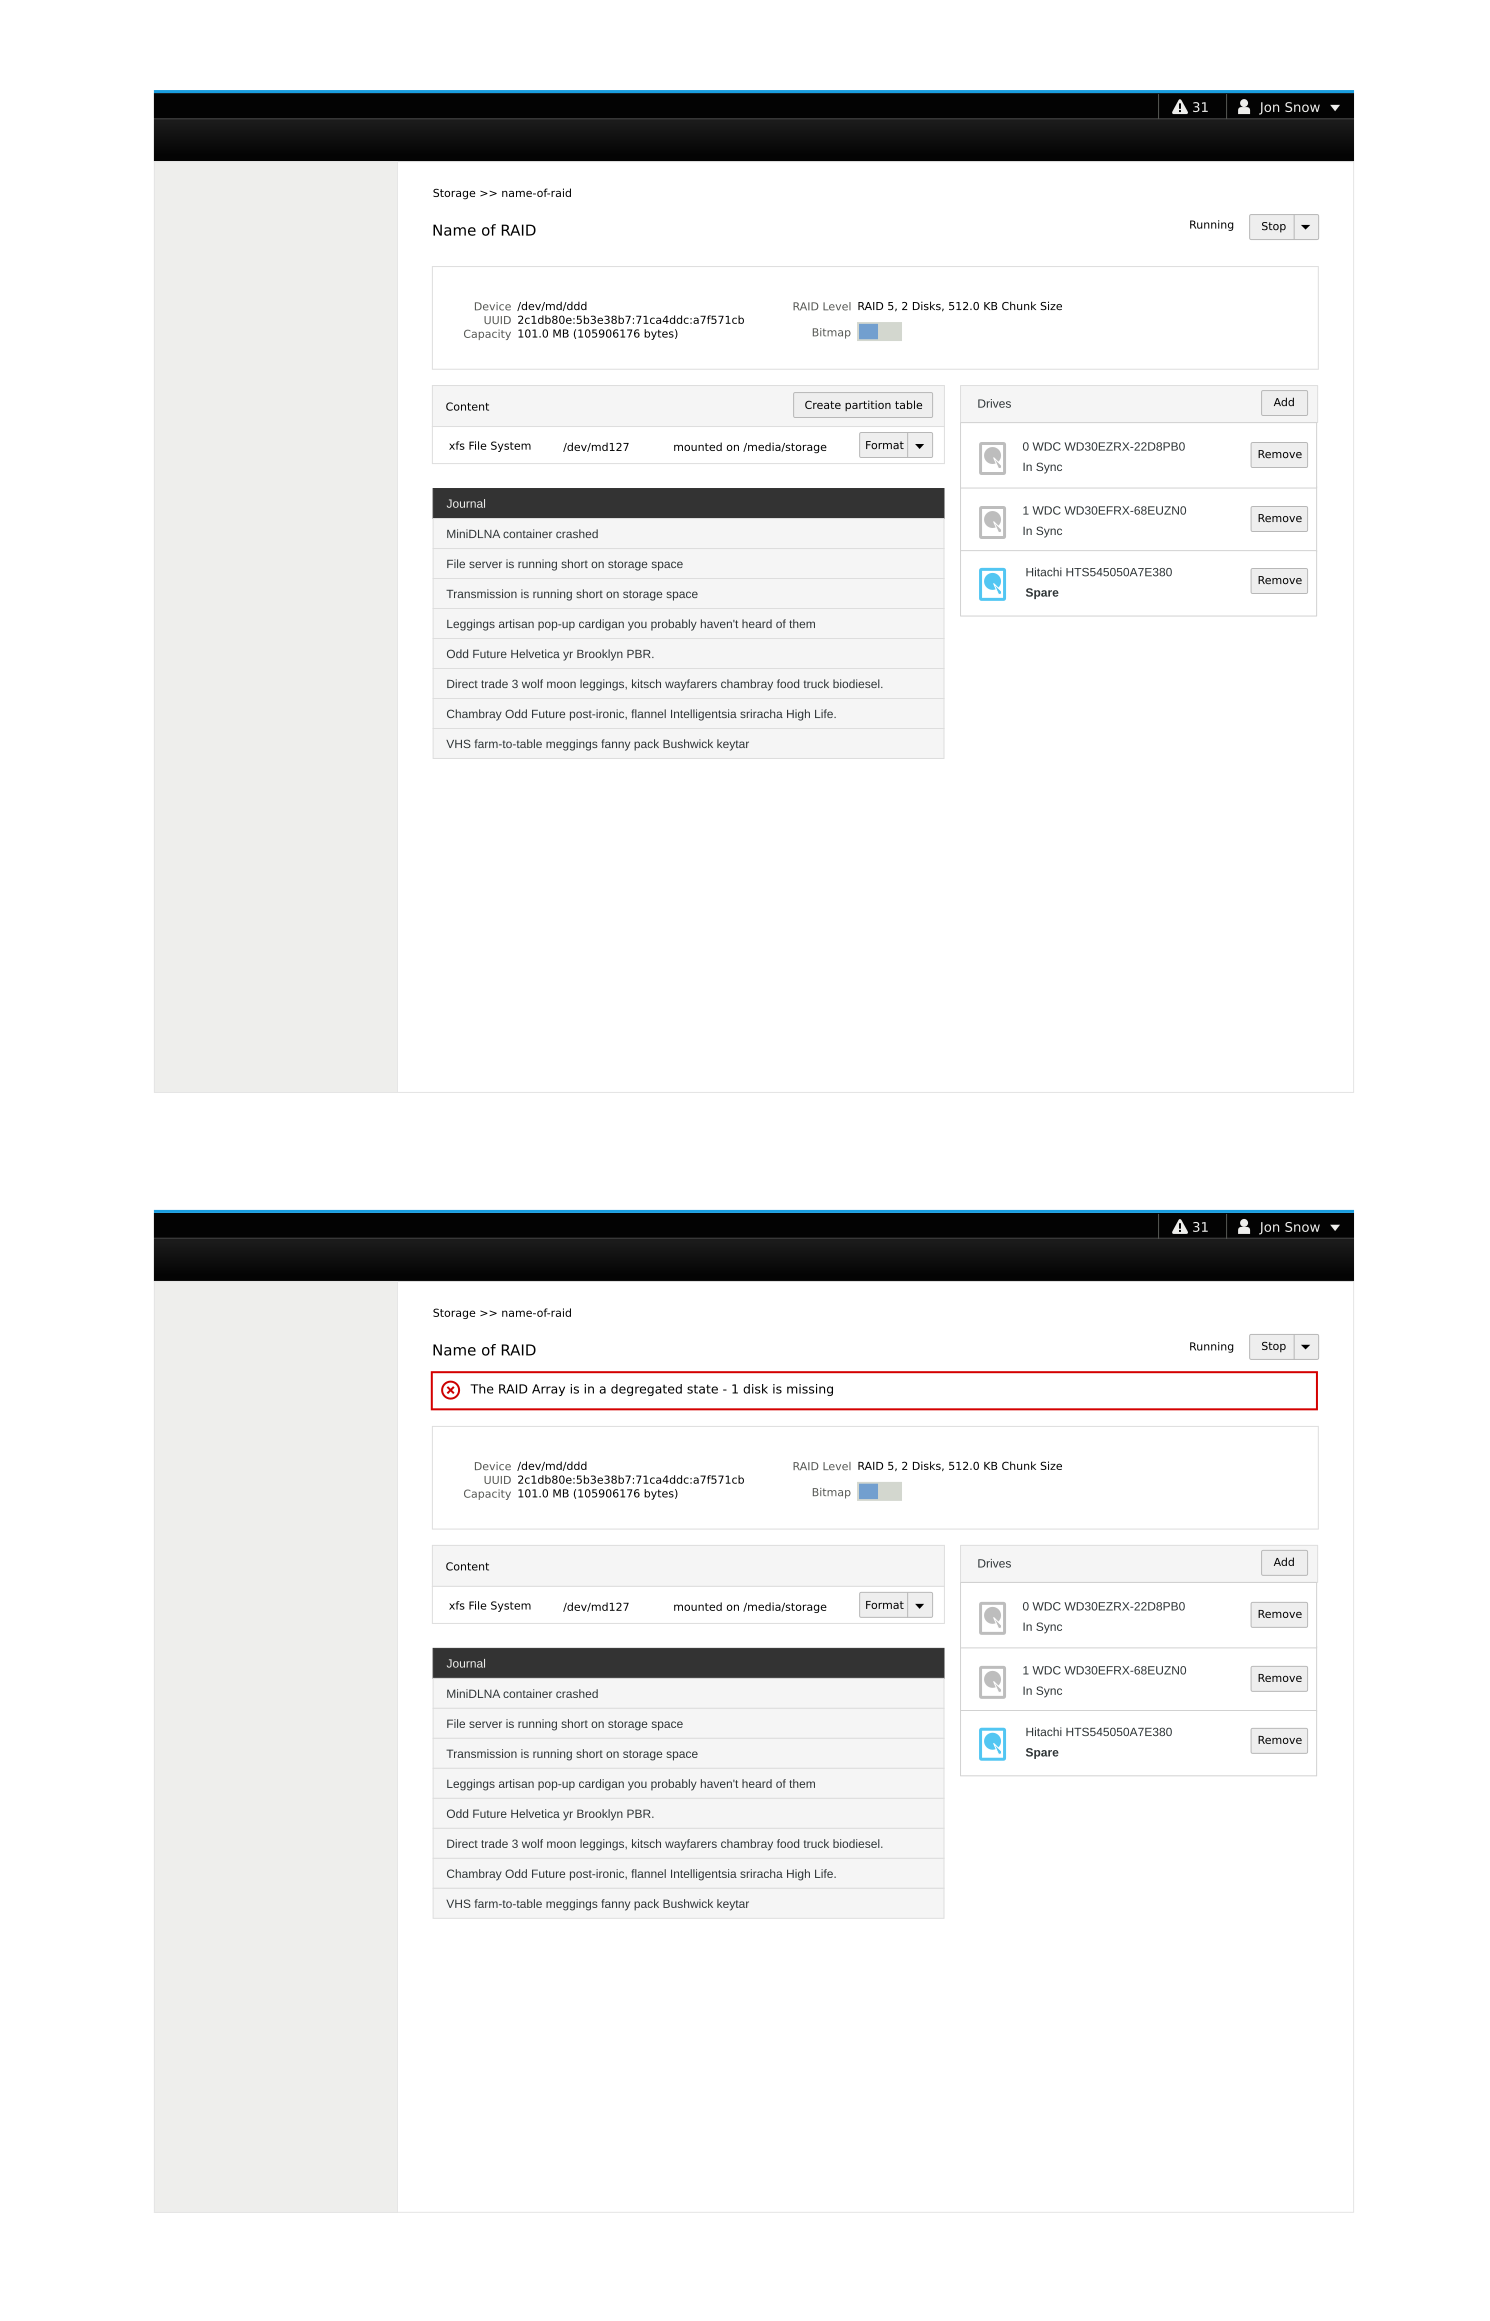 31 Jon Snow
Storage >> name-of-raid
Name of RAID
Running Stop
Device /dev/md/ddd
UUID 2c1db80e:5b3e38b7:71ca4ddc:a7f571cb
Capacity 101.0 MB (105906176 bytes)
RAID Level RAID 5, 2 Disks, 512.0 KB Chunk Size
Bitmap
Content Create partition table
xfs File System /dev/md127 mounted on /media/storage Format
Journal
MiniDLNA container crashed
File server is running short on storage space
Transmission is running short on storage space
Leggings artisan pop-up cardigan you probably haven't heard of them
Odd Future Helvetica yr Brooklyn PBR.
Direct trade 3 wolf moon leggings, kitsch wayfarers chambray food truck biodiesel.
Chambray Odd Future post-ironic, flannel Intelligentsia sriracha High Life.
VHS farm-to-table meggings fanny pack Bushwick keytar
Drives Add
0 WDC WD30EZRX-22D8PB0
In Sync
Remove
1 WDC WD30EFRX-68EUZN0
In Sync
Remove
Hitachi HTS545050A7E380
Spare
Remove
31 Jon Snow
Storage >> name-of-raid
Name of RAID
Running Stop
The RAID Array is in a degregated state - 1 disk is missing
Device /dev/md/ddd
UUID 2c1db80e:5b3e38b7:71ca4ddc:a7f571cb
Capacity 101.0 MB (105906176 bytes)
RAID Level RAID 5, 2 Disks, 512.0 KB Chunk Size
Bitmap
Content
xfs File System /dev/md127 mounted on /media/storage Format
Journal
MiniDLNA container crashed
File server is running short on storage space
Transmission is running short on storage space
Leggings artisan pop-up cardigan you probably haven't heard of them
Odd Future Helvetica yr Brooklyn PBR.
Direct trade 3 wolf moon leggings, kitsch wayfarers chambray food truck biodiesel.
Chambray Odd Future post-ironic, flannel Intelligentsia sriracha High Life.
VHS farm-to-table meggings fanny pack Bushwick keytar
Drives Add
0 WDC WD30EZRX-22D8PB0
In Sync
Remove
1 WDC WD30EFRX-68EUZN0
In Sync
Remove
Hitachi HTS545050A7E380
Spare
Remove